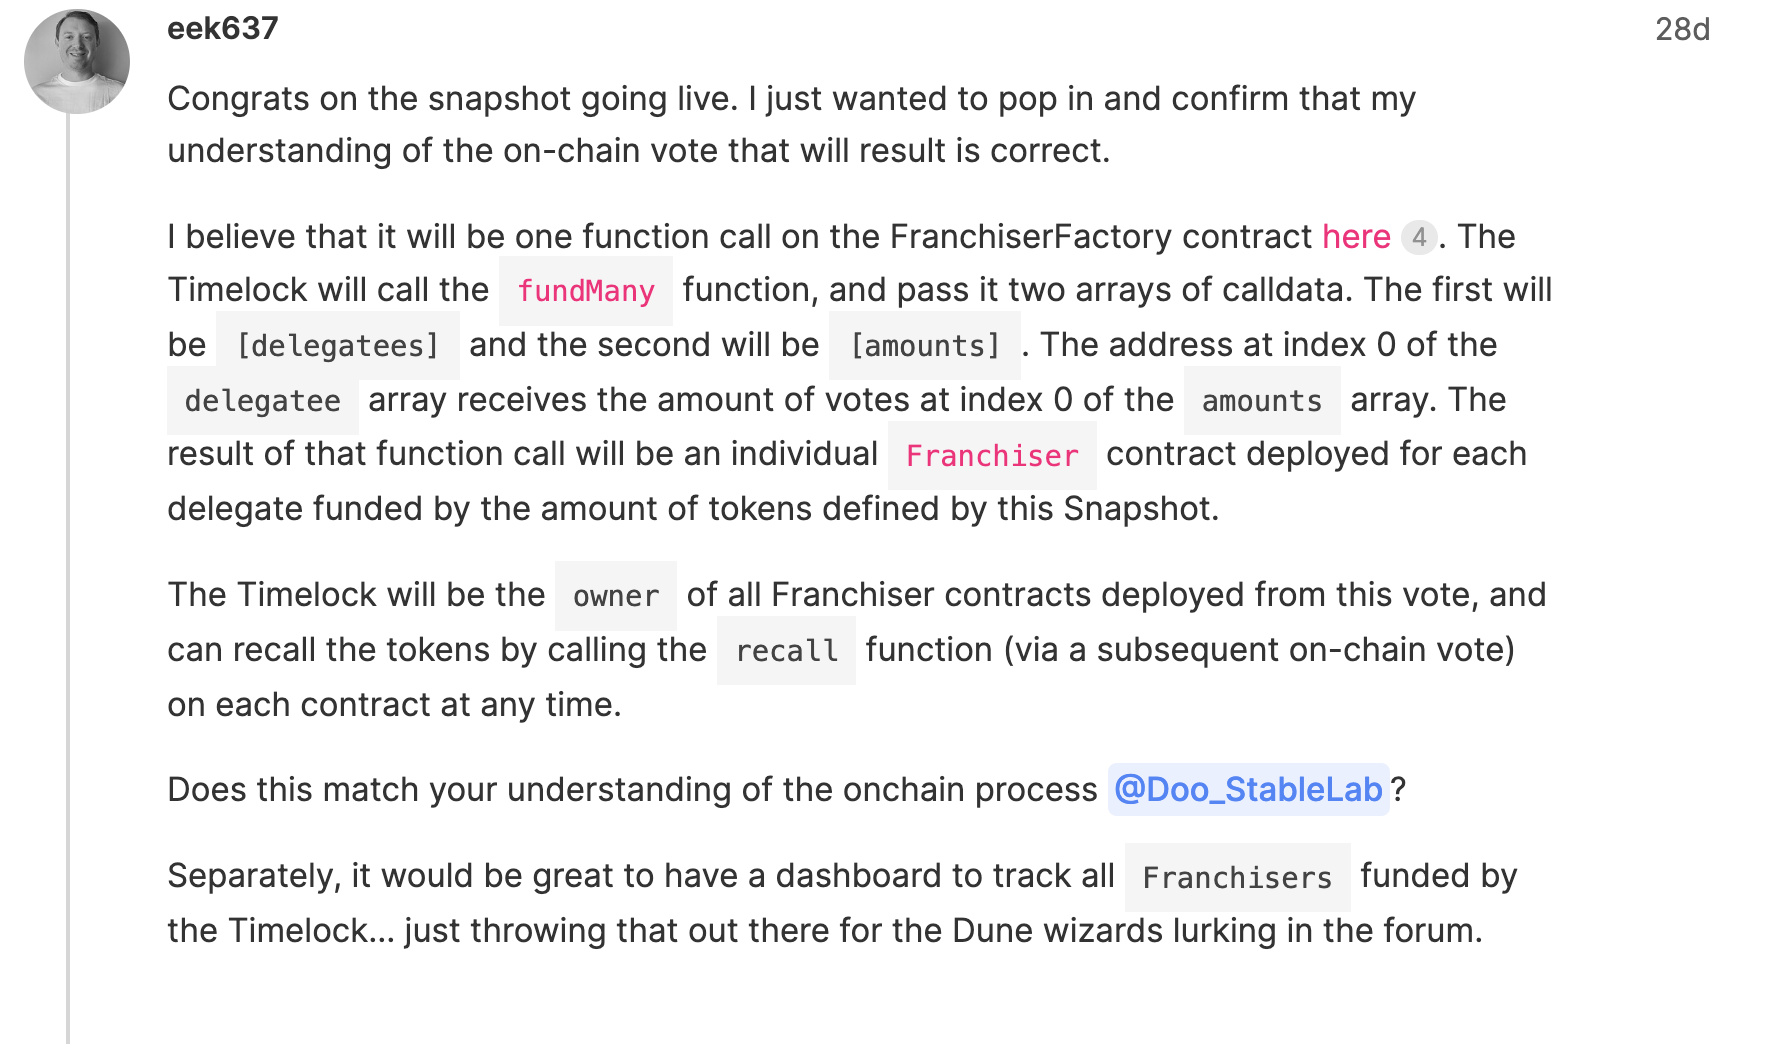 eek637
28d
Congrats on the snapshot going live. I just wanted to pop in and confirm that my
understanding of the on-chain vote that will result is correct.
I believe that it will be one function call on the FranchiserFactory contract here 4. The
Timelock will call the fundMany function, and pass it two arrays of calldata. The first will
be [delegatees] and the second will be [amounts]. The address at index 0 of the
delegatee array receives the amount of votes at index 0 of the amounts array. The
result of that function call will be an individual Franchiser contract deployed for each
delegate funded by the amount of tokens defined by this Snapshot.
The Timelock will be the owner of all Franchiser contracts deployed from this vote, and
can recall the tokens by calling the recall function (via a subsequent on-chain vote)
on each contract at any time.
Does this match your understanding of the onchain process @Doo_StableLab?
Separately, it would be great to have a dashboard to track all Franchisers funded by
the Timelock... just throwing that out there for the Dune wizards lurking in the forum.